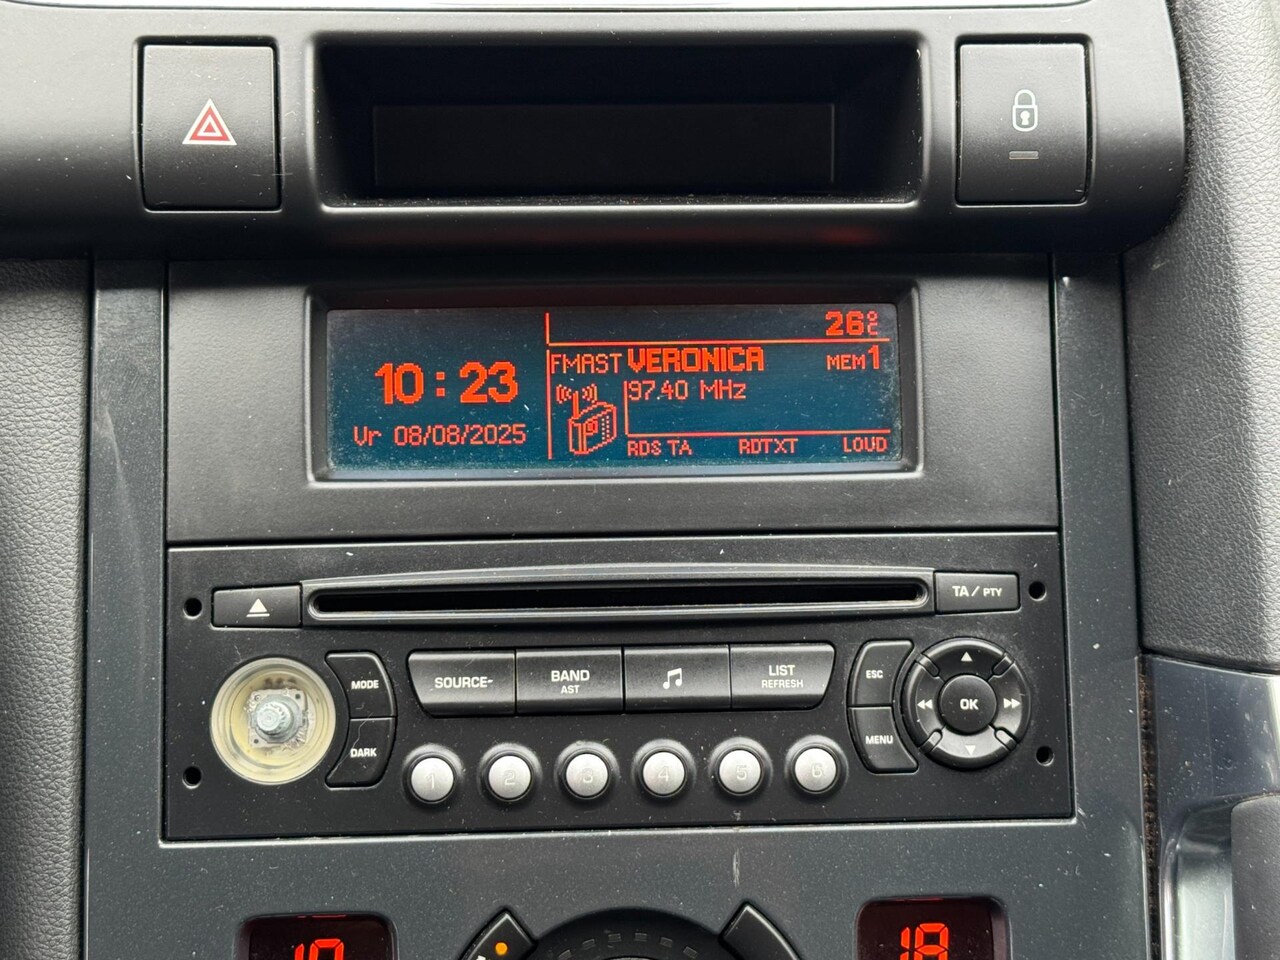 26°C
10:23
Vr 08/08/2025
FMAST VERONICA MEM1
97.40 MHz
RDS TA RDTXT LOUD
TA / PTY
MODE
DARK
SOURCE-
BAND
AST
LIST
REFRESH
ESC
MENU
OK
1 2 3 4 5 6
18